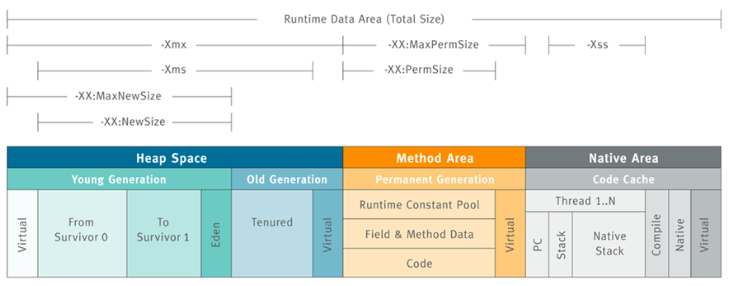 Runtime Data Area (Total Size)
-Xmx
-XX:MaxPermSize
-Xss
-Xms
-XX:PermSize
-XX:MaxNewSize
-XX:NewSize
Heap Space
Method Area
Native Area
Young Generation
Old Generation
Permanent Generation
Code Cache
Virtual
From
Survivor 0
To
Survivor 1
Eden
Tenured
Virtual
Runtime Constant Pool
Field & Method Data
Code
Virtual
Thread 1..N
PC
Stack
Native
Stack
Compile
Native
Virtual